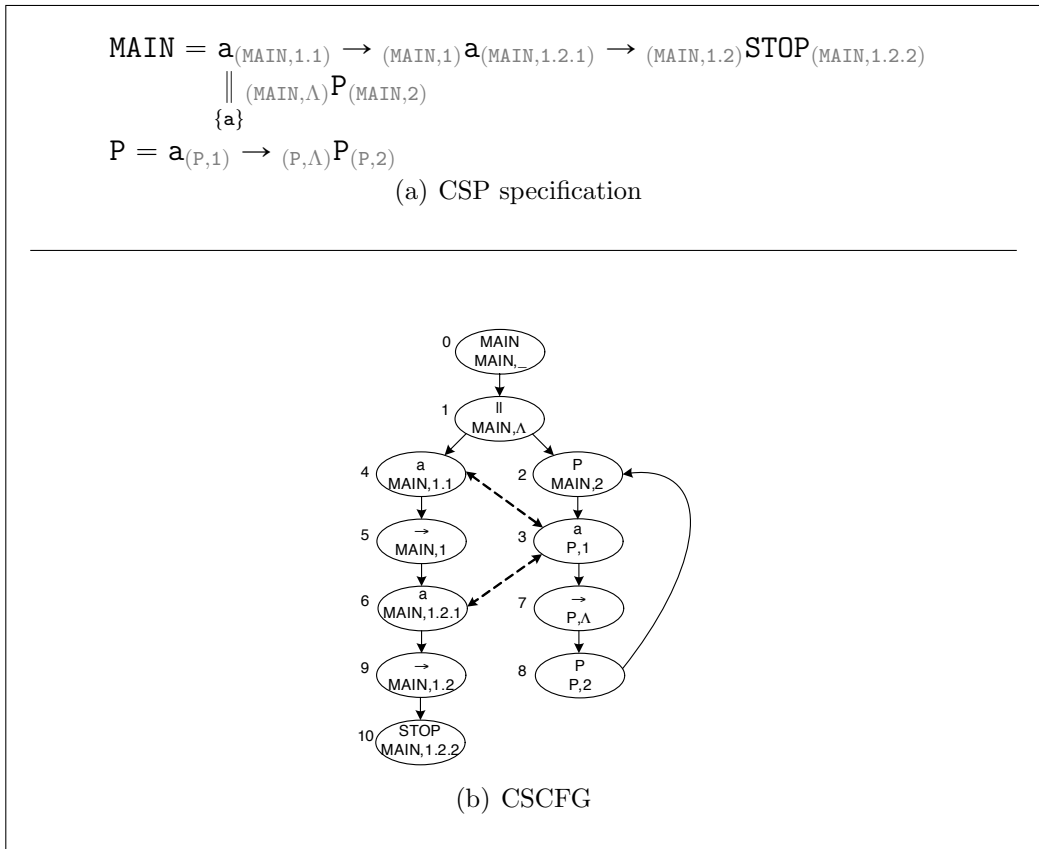 MAIN = a(MAIN,1.1) → (MAIN,1)a(MAIN,1.2.1) → (MAIN,1.2)STOP(MAIN,1.2.2)
‖ (MAIN,Λ)P(MAIN,2)
{a}
P = a(P,1) → (P,Λ)P(P,2)
(a) CSP specification
0 MAIN
MAIN,_
1 ||
MAIN,Λ
4 a
MAIN,1.1
2 P
MAIN,2
5 →
MAIN,1
3 a
P,1
6 a
MAIN,1.2.1
7 →
P,Λ
9 →
MAIN,1.2
8 P
P,2
10 STOP
MAIN,1.2.2
(b) CSCFG